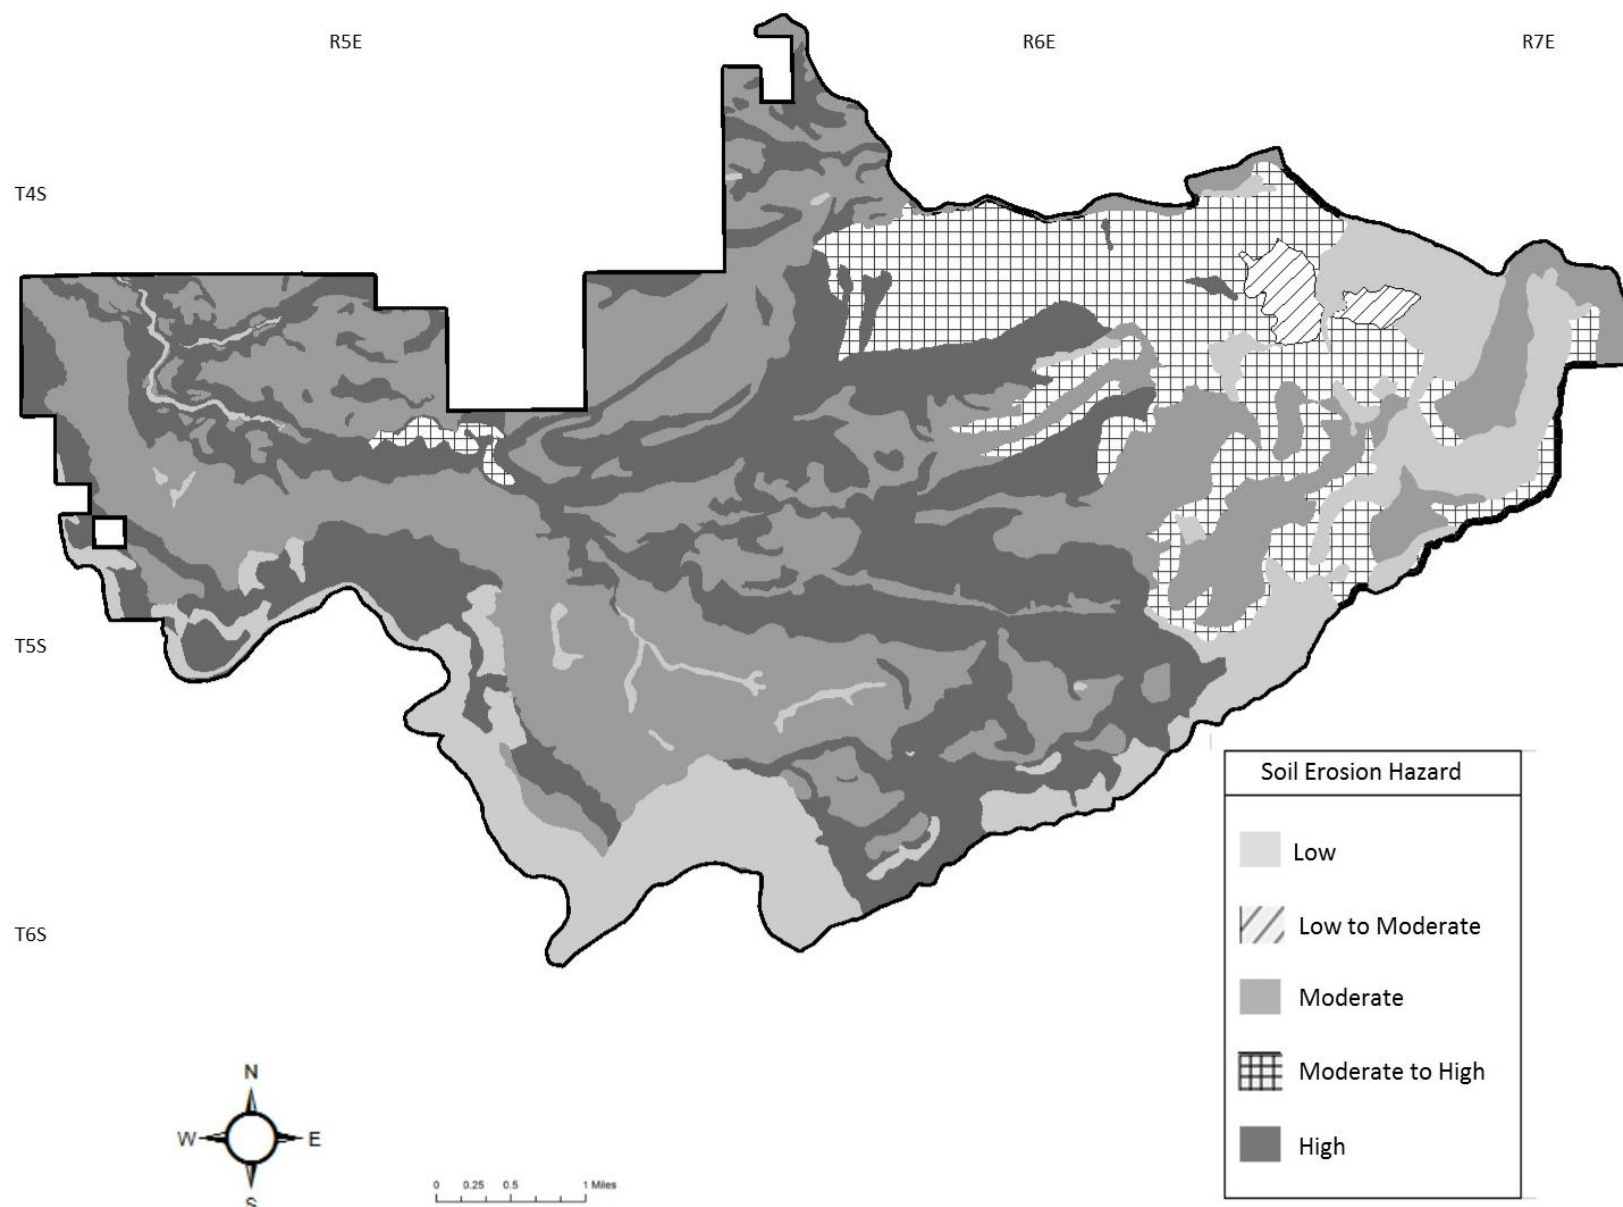 R5E R6E R7E
T4S
T5S
Soil Erosion Hazard
Low
Low to Moderate
T6S
Moderate
Moderate to High
High
N
W E
S
0 0.25 0.5 1 Miles